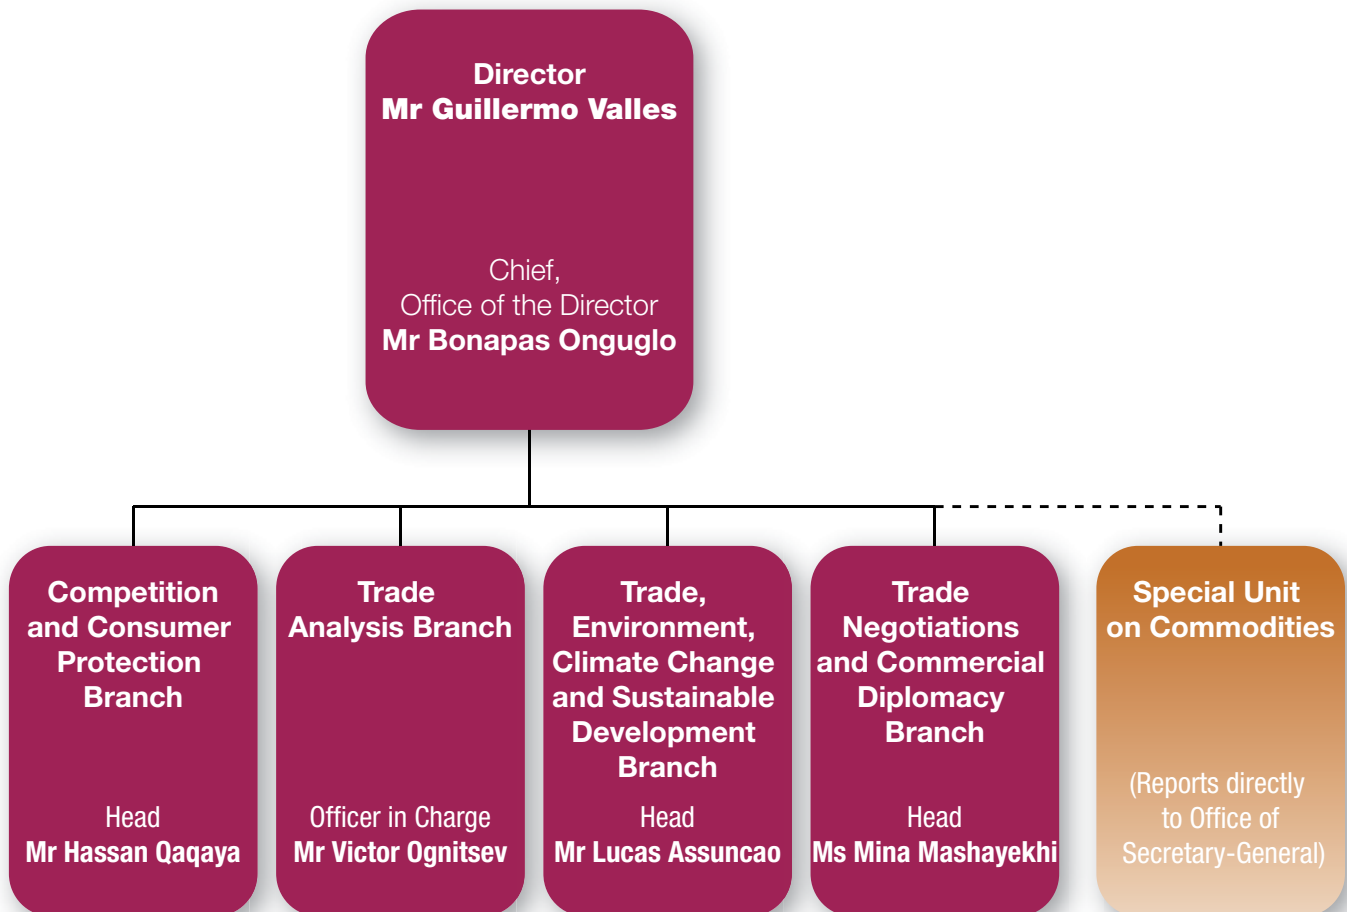 Director
Mr Guillermo Valles
Chief,
Office of the Director
Mr Bonapas Onguglo
Competition
and Consumer
Protection
Branch
Head
Mr Hassan Qaqaya
Trade
Analysis Branch
Officer in Charge
Mr Victor Ognitsev
Trade,
Environment,
Climate Change
and Sustainable
Development
Branch
Head
Mr Lucas Assuncao
Trade
Negotiations
and Commercial
Diplomacy
Branch
Head
Ms Mina Mashayekhi
Special Unit
on Commodities
(Reports directly
to Office of
Secretary-General)